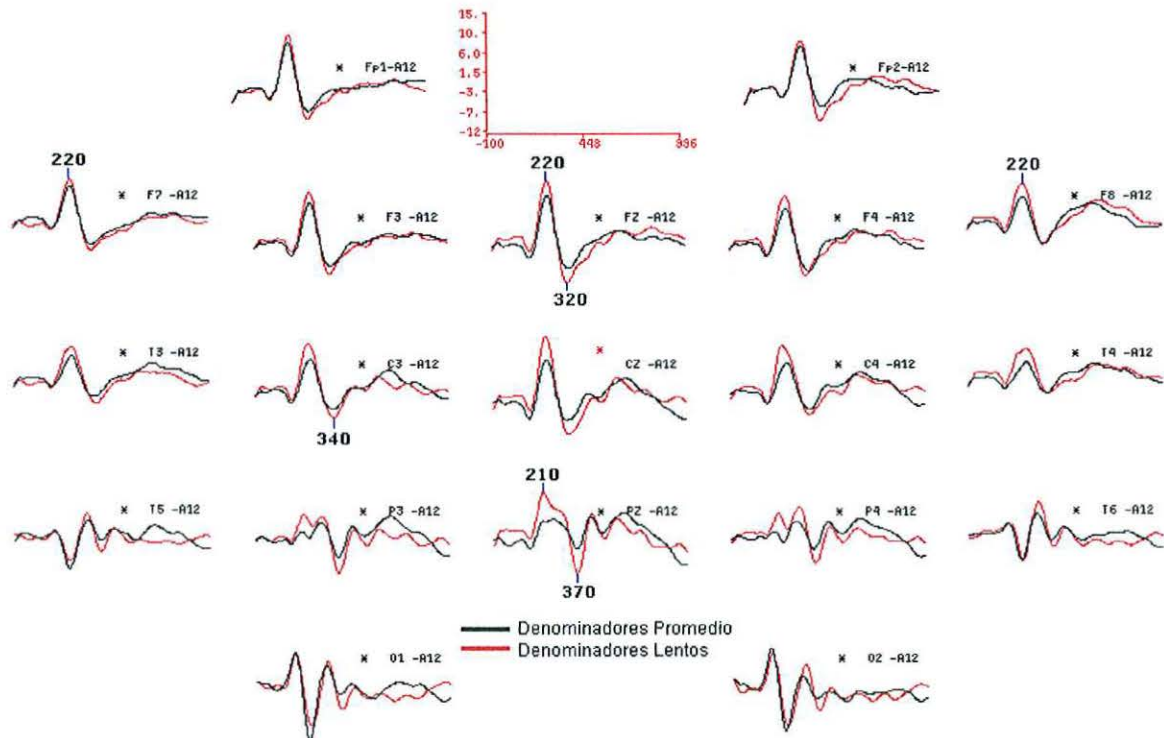 15.
10.
6.0
1.5
-3.
-7.
-12
-100 448 996
* Fp1-A12
* Fp2-A12
220
* F7 -A12
* F3 -A12
220
* FZ -A12
320
* F4 -A12
220
* F8 -A12
* T3 -A12
* C3 -A12
340
* CZ -A12
* C4 -A12
* T4 -A12
* T5 -A12
* P3 -A12
210
* PZ -A12
370
* P4 -A12
* T6 -A12
Denominadores Promedio
Denominadores Lentos
* O1 -A12
* O2 -A12